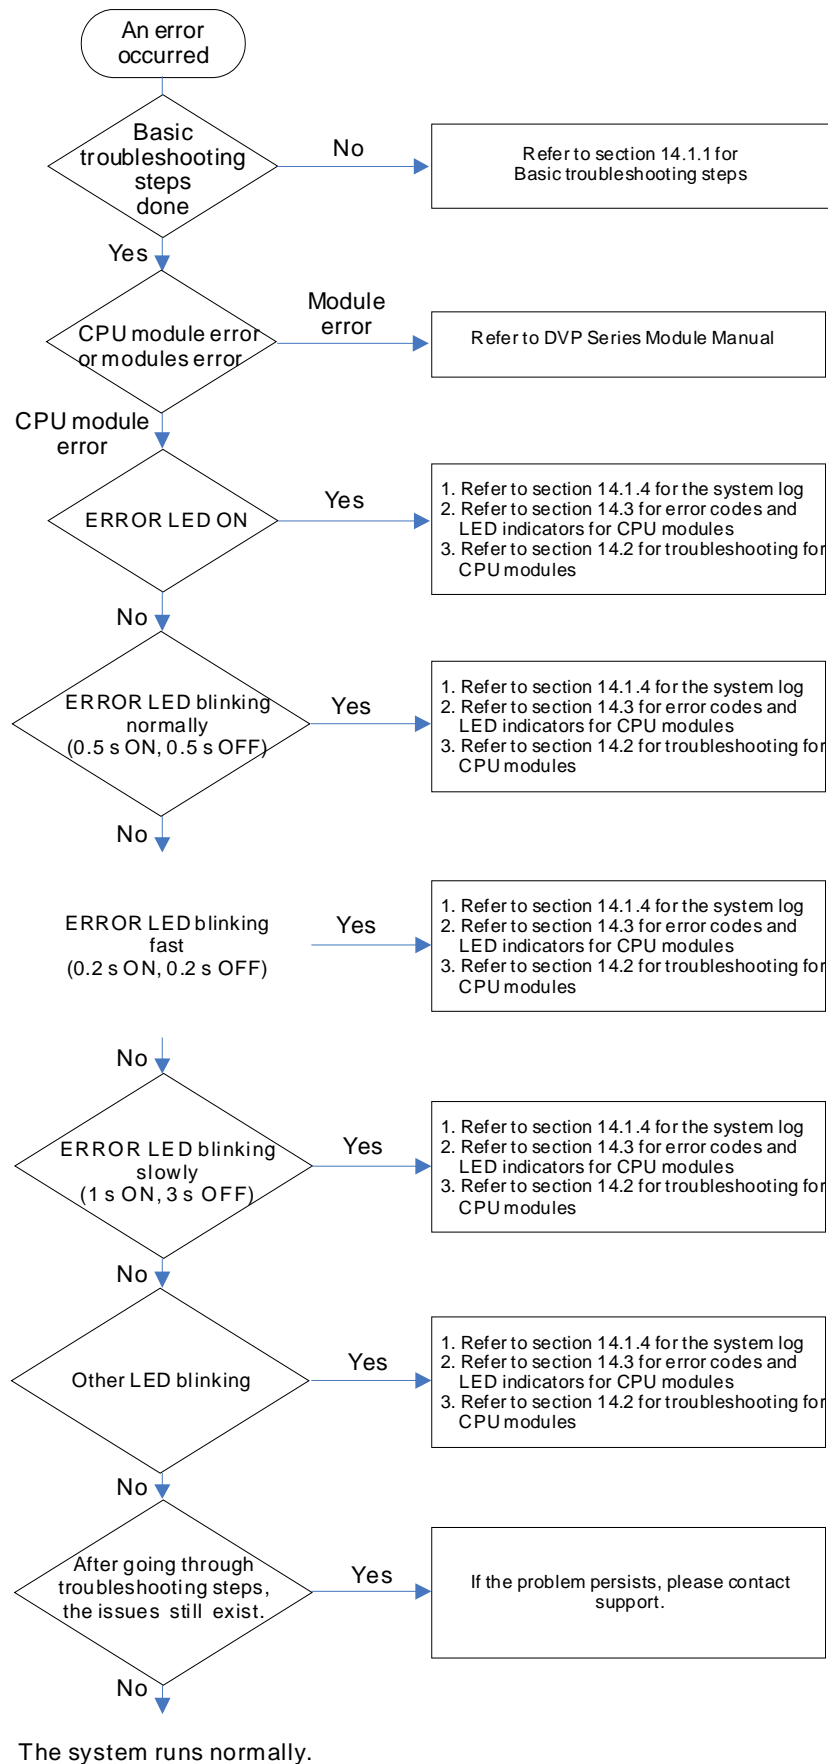 An error
occurred
Basic
troubleshooting
steps
done
No
Refer to section 14.1.1 for
Basic troubleshooting steps
Yes
CPU module error
or modules error
Module
error
Refer to DVP Series Module Manual
CPU module
error
ERROR LED ON
Yes
1. Refer to section 14.1.4 for the system log
2. Refer to section 14.3 for error codes and
LED indicators for CPU modules
3. Refer to section 14.2 for troubleshooting for
CPU modules
No
ERROR LED blinking
normally
(0.5 s ON, 0.5 s OFF)
Yes
1. Refer to section 14.1.4 for the system log
2. Refer to section 14.3 for error codes and
LED indicators for CPU modules
3. Refer to section 14.2 for troubleshooting for
CPU modules
No
ERROR LED blinking
fast
(0.2 s ON, 0.2 s OFF)
Yes
1. Refer to section 14.1.4 for the system log
2. Refer to section 14.3 for error codes and
LED indicators for CPU modules
3. Refer to section 14.2 for troubleshooting for
CPU modules
No
ERROR LED blinking
slowly
(1 s ON, 3 s OFF)
Yes
1. Refer to section 14.1.4 for the system log
2. Refer to section 14.3 for error codes and
LED indicators for CPU modules
3. Refer to section 14.2 for troubleshooting for
CPU modules
No
Other LED blinking
Yes
1. Refer to section 14.1.4 for the system log
2. Refer to section 14.3 for error codes and
LED indicators for CPU modules
3. Refer to section 14.2 for troubleshooting for
CPU modules
No
After going through
troubleshooting steps,
the issues still exist.
Yes
If the problem persists, please contact
support.
No
The system runs normally.